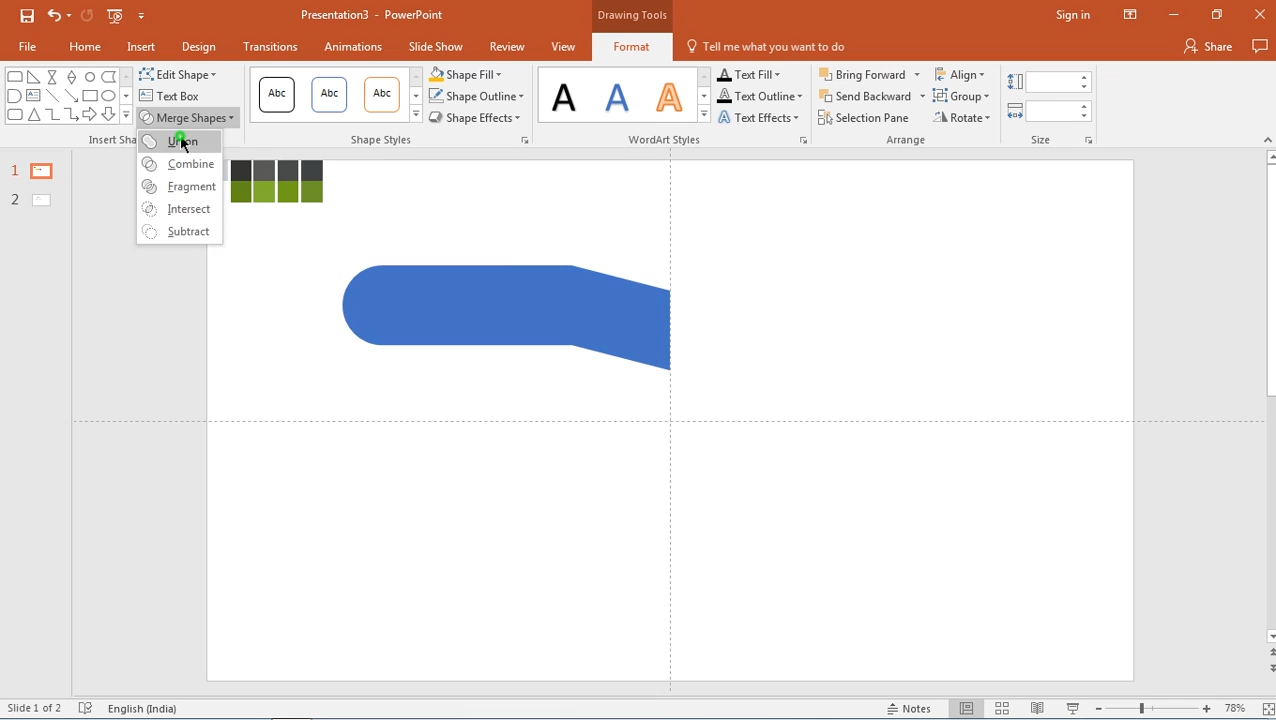 Presentation3 - PowerPoint
Drawing Tools
Sign in
File Home Insert Design Transitions Animations Slide Show Review View Format Tell me what you want to do Share
Edit Shape
Text Box
Merge Shapes
Insert Sha
Union
Combine
Fragment
Intersect
Subtract
Abc Abc Abc
Shape Fill
Shape Outline
Shape Effects
Shape Styles
A A A
Text Fill
Text Outline
Text Effects
WordArt Styles
Bring Forward
Send Backward
Selection Pane
Align
Group
Rotate
Arrange
Size
1
2
Slide 1 of 2
English (India)
Notes
78%